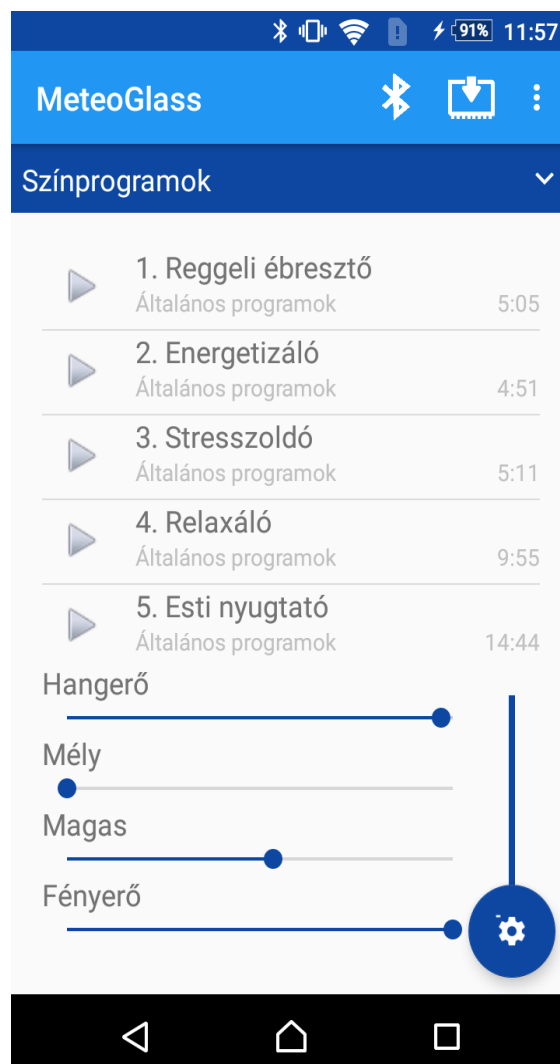 91% 11:57
MeteoGlass
Színprogramok
1. Reggeli ébresztő
Általános programok 5:05
2. Energetizáló
Általános programok 4:51
3. Stresszoldó
Általános programok 5:11
4. Relaxáló
Általános programok 9:55
5. Esti nyugtató
Általános programok 14:44
Hangerő
Mély
Magas
Fényerő